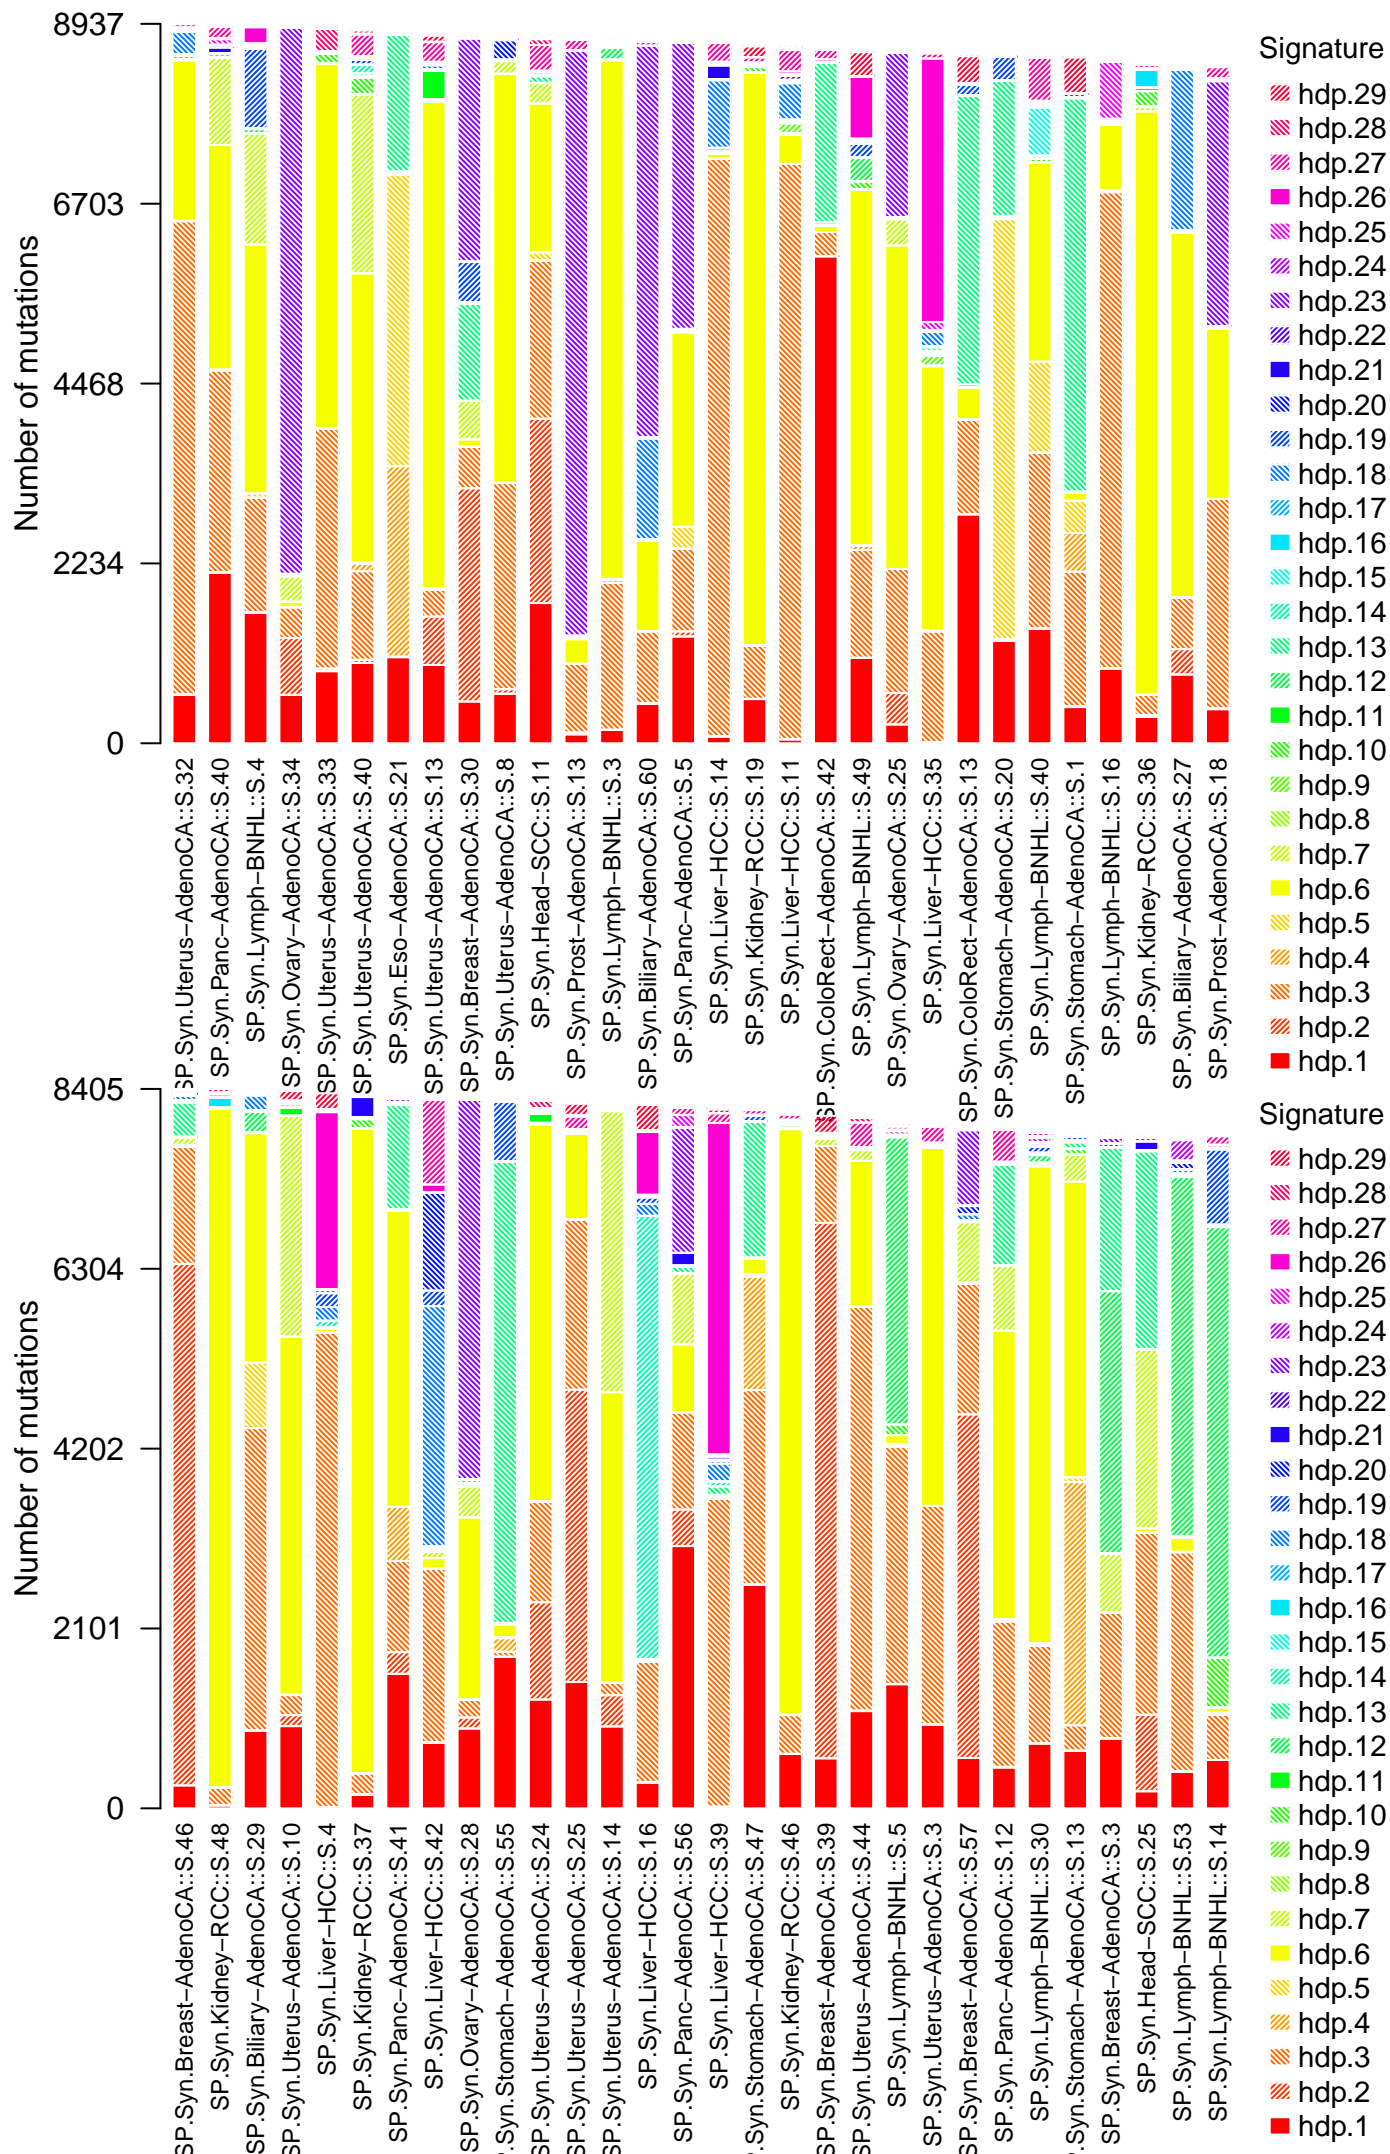 Number of mutations
8937
6703
4468
2234
0
SP.Syn.Uterus−AdenoCA::S.32
SP.Syn.Panc−AdenoCA::S.40
SP.Syn.Lymph−BNHL::S.4
SP.Syn.Ovary−AdenoCA::S.34
SP.Syn.Uterus−AdenoCA::S.33
SP.Syn.Uterus−AdenoCA::S.40
SP.Syn.Eso−AdenoCA::S.21
SP.Syn.Uterus−AdenoCA::S.13
SP.Syn.Breast−AdenoCA::S.30
SP.Syn.Uterus−AdenoCA::S.8
SP.Syn.Head−SCC::S.11
SP.Syn.Prost−AdenoCA::S.13
SP.Syn.Lymph−BNHL::S.3
SP.Syn.Biliary−AdenoCA::S.60
SP.Syn.Panc−AdenoCA::S.5
SP.Syn.Liver−HCC::S.14
SP.Syn.Kidney−RCC::S.19
SP.Syn.Liver−HCC::S.11
SP.Syn.ColoRect−AdenoCA::S.42
SP.Syn.Lymph−BNHL::S.49
SP.Syn.Ovary−AdenoCA::S.25
SP.Syn.Liver−HCC::S.35
SP.Syn.ColoRect−AdenoCA::S.13
SP.Syn.Stomach−AdenoCA::S.20
SP.Syn.Lymph−BNHL::S.40
SP.Syn.Stomach−AdenoCA::S.1
SP.Syn.Lymph−BNHL::S.16
SP.Syn.Kidney−RCC::S.36
SP.Syn.Biliary−AdenoCA::S.27
SP.Syn.Prost−AdenoCA::S.18
Signature
hdp.29
hdp.28
hdp.27
hdp.26
hdp.25
hdp.24
hdp.23
hdp.22
hdp.21
hdp.20
hdp.19
hdp.18
hdp.17
hdp.16
hdp.15
hdp.14
hdp.13
hdp.12
hdp.11
hdp.10
hdp.9
hdp.8
hdp.7
hdp.6
hdp.5
hdp.4
hdp.3
hdp.2
hdp.1
Number of mutations
8405
6304
4202
2101
0
SP.Syn.Breast−AdenoCA::S.46
SP.Syn.Kidney−RCC::S.48
SP.Syn.Biliary−AdenoCA::S.29
SP.Syn.Uterus−AdenoCA::S.10
SP.Syn.Liver−HCC::S.4
SP.Syn.Kidney−RCC::S.37
SP.Syn.Panc−AdenoCA::S.41
SP.Syn.Liver−HCC::S.42
SP.Syn.Ovary−AdenoCA::S.28
P.Syn.Stomach−AdenoCA::S.55
SP.Syn.Uterus−AdenoCA::S.24
SP.Syn.Uterus−AdenoCA::S.25
SP.Syn.Uterus−AdenoCA::S.14
SP.Syn.Liver−HCC::S.16
SP.Syn.Panc−AdenoCA::S.56
SP.Syn.Liver−HCC::S.39
SP.Syn.Stomach−AdenoCA::S.47
SP.Syn.Kidney−RCC::S.46
SP.Syn.Breast−AdenoCA::S.39
SP.Syn.Uterus−AdenoCA::S.44
SP.Syn.Lymph−BNHL::S.5
SP.Syn.Uterus−AdenoCA::S.3
SP.Syn.Breast−AdenoCA::S.57
SP.Syn.Panc−AdenoCA::S.12
SP.Syn.Lymph−BNHL::S.30
SP.Syn.Stomach−AdenoCA::S.13
SP.Syn.Breast−AdenoCA::S.3
SP.Syn.Head−SCC::S.25
SP.Syn.Lymph−BNHL::S.53
SP.Syn.Lymph−BNHL::S.14
Signature
hdp.29
hdp.28
hdp.27
hdp.26
hdp.25
hdp.24
hdp.23
hdp.22
hdp.21
hdp.20
hdp.19
hdp.18
hdp.17
hdp.16
hdp.15
hdp.14
hdp.13
hdp.12
hdp.11
hdp.10
hdp.9
hdp.8
hdp.7
hdp.6
hdp.5
hdp.4
hdp.3
hdp.2
hdp.1